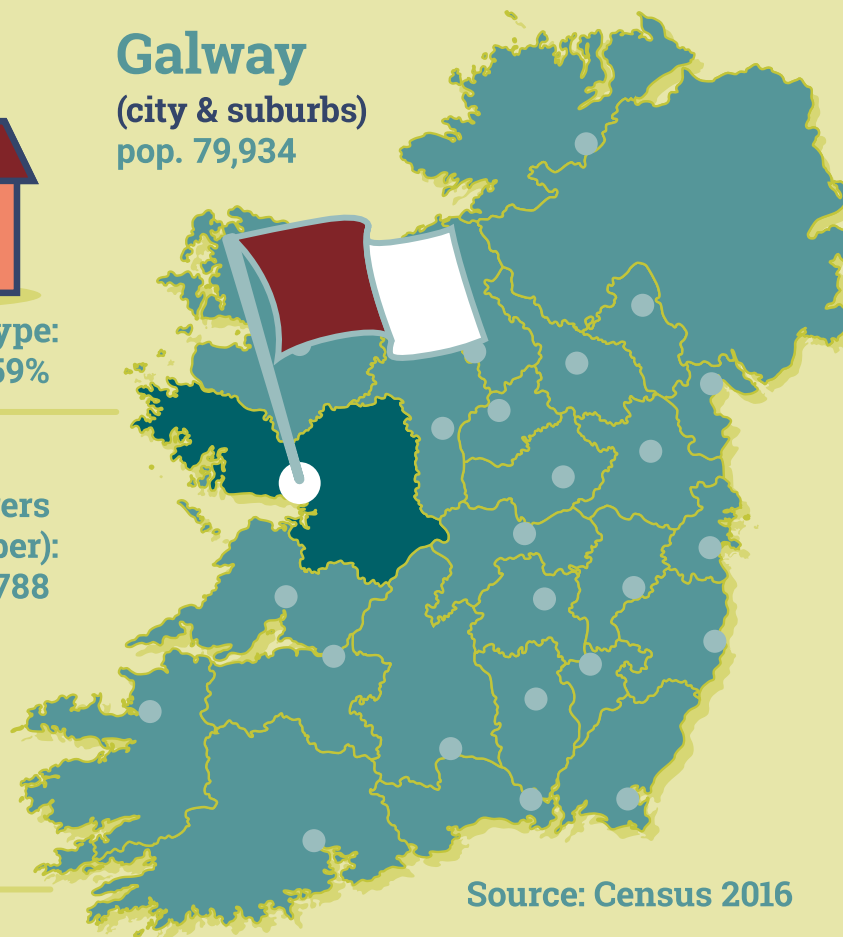 Galway
(city & suburbs)
pop. 79,934
ype:
59%
ers
ber):
788
Source: Census 2016